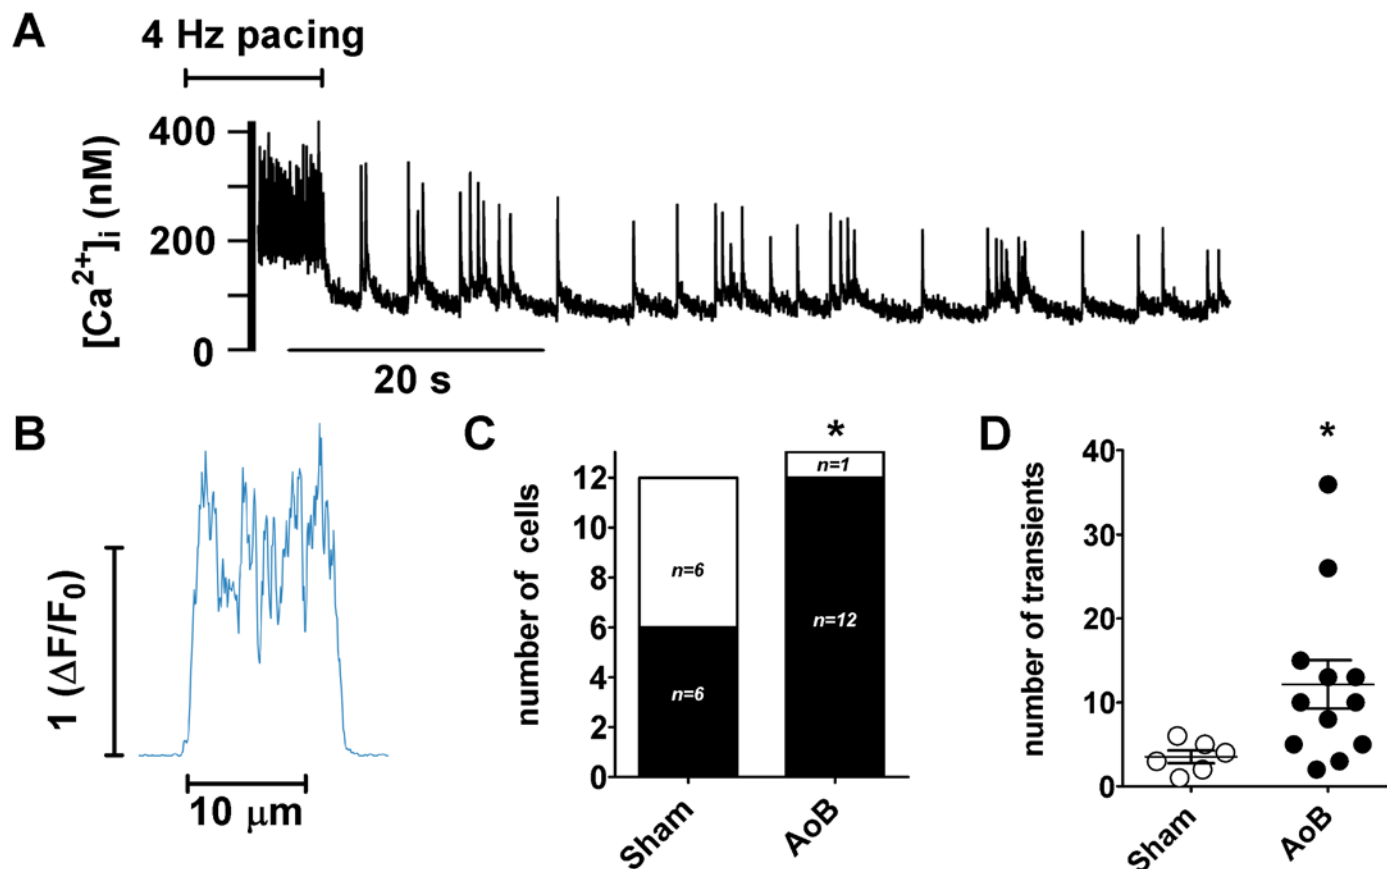 A
4 Hz pacing
[Ca²⁺]ᵢ (nM)
400
200
0
20 s
B
1 (ΔF/F₀)
10 μm
C
*
number of cells
12
10
8
6
4
2
0
n=6
n=6
n=1
n=12
Sham
AoB
D
*
number of transients
40
30
20
10
0
Sham
AoB